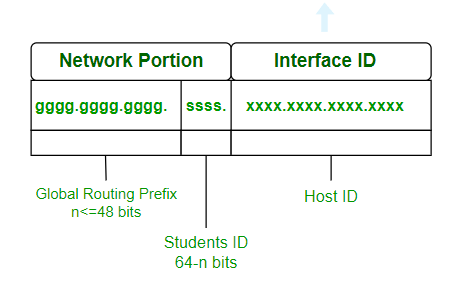 Network Portion Interface ID
gggg.gggg.gggg. ssss. xxxx.xxxx.xxxx.xxxx
Global Routing Prefix
n<=48 bits
Host ID
Students ID
64-n bits